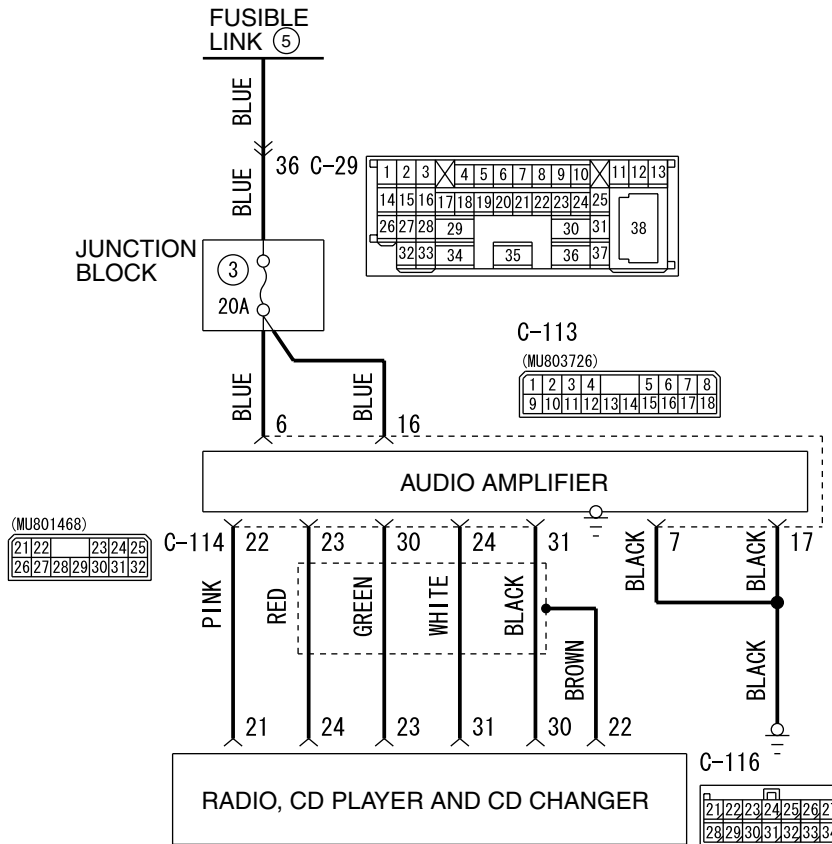 FUSIBLE
LINK 5
BLUE
36 C-29
1 2 3 4 5 6 7 8 9 10 11 12 13
14 15 16 17 18 19 20 21 22 23 24 25
26 27 28 29 30 31 38
32 33 34 35 36 37
BLUE
JUNCTION
BLOCK
3
20A
C-113
(MU803726)
1 2 3 4 5 6 7 8
9 10 11 12 13 14 15 16 17 18
BLUE
BLUE
6
16
AUDIO AMPLIFIER
(MU801468)
21 22 23 24 25
26 27 28 29 30 31 32
C-114 22 23 30 24 31 7 17
PINK
RED
GREEN
WHITE
BLACK
BROWN
BLACK
BLACK
BLACK
21 24 23 31 30 22
RADIO, CD PLAYER AND CD CHANGER
C-116
21 22 23 24 25 26
28 29 30 31 32 33